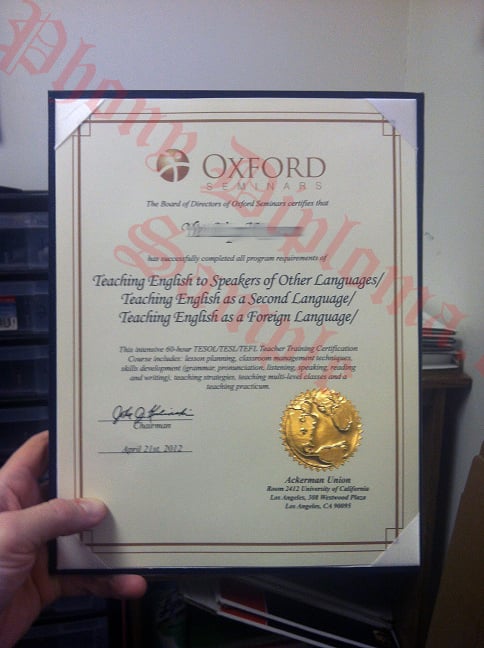 Phony Diploma
Sample
OXFORD
SEMINARS
The Board of Directors of Oxford Seminars certifies that
has successfully completed all program requirements of
Teaching English to Speakers of Other Languages/
Teaching English as a Second Language/
Teaching English as a Foreign Language/
This intensive 60-hour TESOL/TESL/TEFL Teacher Training Certification
Course includes: lesson planning, classroom management techniques,
skills development (grammar, pronunciation, listening, speaking, reading
and writing), teaching strategies, teaching multi-level classes and a
teaching practicum.
Chairman
April 21st, 2012
Ackerman Union
Room 2412 University of California
Los Angeles, 308 Westwood Plaza
Los Angeles, CA 90095